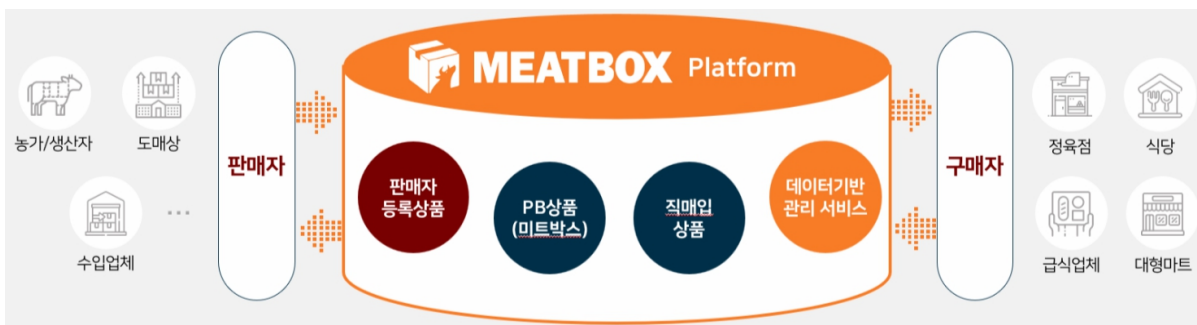 농가/생산자
도매상
수입업체
...
판매자
MEATBOX Platform
판매자
등록상품
PB상품
(미트박스)
직매입
상품
데이터기반
관리 서비스
구매자
정육점
식당
급식업체
대형마트